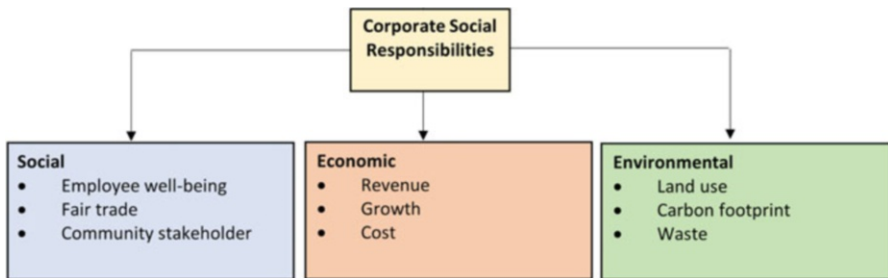 Corporate Social
Responsibilities
Social
• Employee well-being
• Fair trade
• Community stakeholder
Economic
• Revenue
• Growth
• Cost
Environmental
• Land use
• Carbon footprint
• Waste